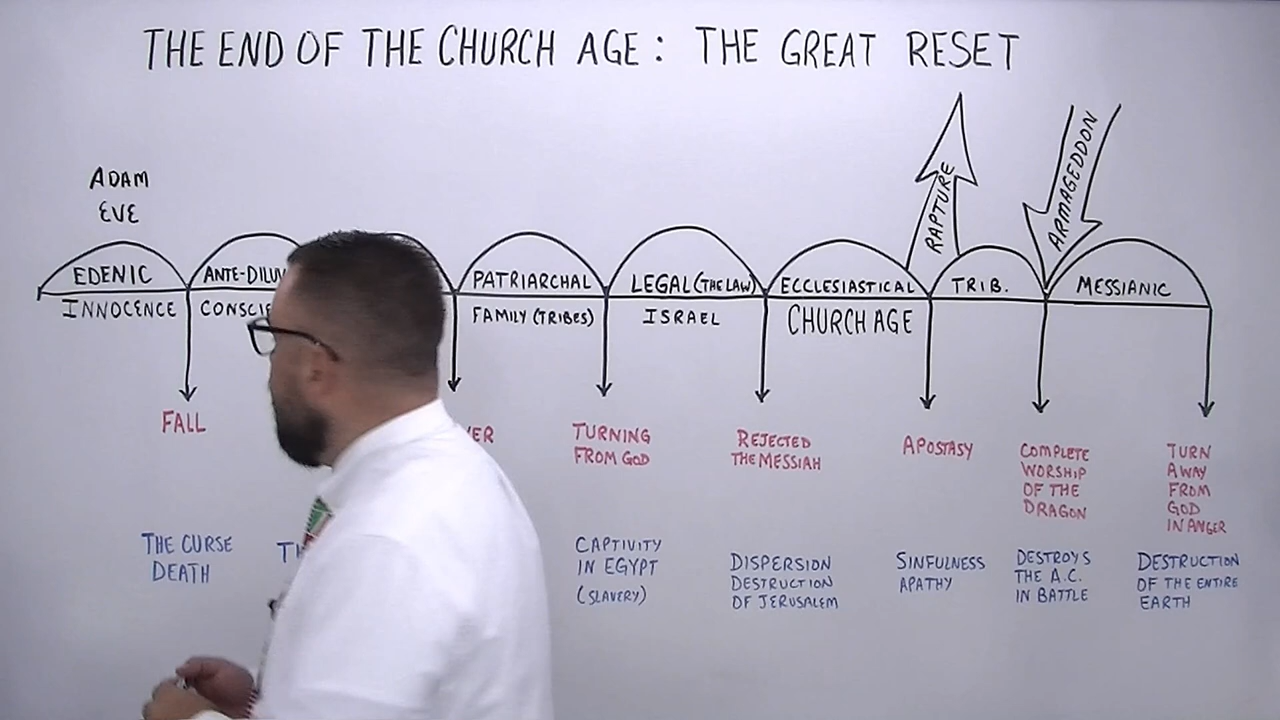 THE END OF THE CHURCH AGE: THE GREAT RESET
ADAM
EVE
RAPTURE
ARMAGEDDON
EDENIC
PATRIARCHAL
LEGAL (THE LAW)
ECCLESIASTICAL
TRIB.
MESSIANIC
INNOCENCE
FAMILY (TRIBES)
ISRAEL
CHURCH AGE
FALL
TURNING
FROM GOD
REJECTED
THE MESSIAH
APOSTASY
COMPLETE
WORSHIP
OF THE
DRAGON
TURN
AWAY
FROM
GOD
IN ANGER
THE CURSE
DEATH
CAPTIVITY
IN EGYPT
(SLAVERY)
DISPERSION
DESTRUCTION
OF JERUSALEM
SINFULNESS
APATHY
DESTROYS
THE A.C.
IN BATTLE
DESTRUCTION
OF THE ENTIRE
EARTH